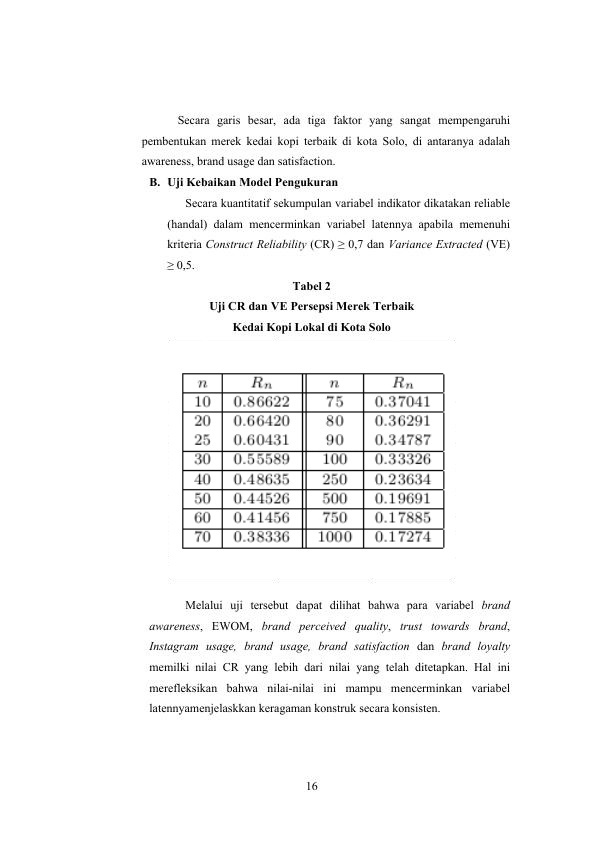 Secara garis besar, ada tiga faktor yang sangat mempengaruhi
pembentukan merek kedai kopi terbaik di kota Solo, di antaranya adalah
awareness, brand usage dan satisfaction.
B. Uji Kebaikan Model Pengukuran
Secara kuantitatif sekumpulan variabel indikator dikatakan reliable
(handal) dalam mencerminkan variabel latennya apabila memenuhi
kriteria Construct Reliability (CR) ≥ 0,7 dan Variance Extracted (VE)
≥ 0,5.
Tabel 2
Uji CR dan VE Persepsi Merek Terbaik
Kedai Kopi Lokal di Kota Solo
n Rn n Rn
10 0.86622 75 0.37041
20 0.66420 80 0.36291
25 0.60431 90 0.34787
30 0.55589 100 0.33326
40 0.48635 250 0.23634
50 0.44526 500 0.19691
60 0.41456 750 0.17885
70 0.38336 1000 0.17274
Melalui uji tersebut dapat dilihat bahwa para variabel brand
awareness, EWOM, brand perceived quality, trust towards brand,
Instagram usage, brand usage, brand satisfaction dan brand loyalty
memilki nilai CR yang lebih dari nilai yang telah ditetapkan. Hal ini
merefleksikan bahwa nilai-nilai ini mampu mencerminkan variabel
latennyamenjelaskkan keragaman konstruk secara konsisten.
16